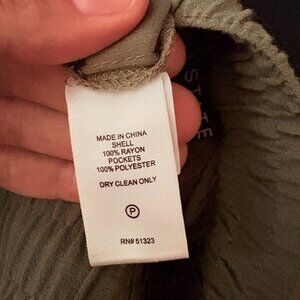 MADE IN CHINA
SHELL
100% RAYON
POCKETS
100% POLYESTER
DRY CLEAN ONLY
P
RN# 51323